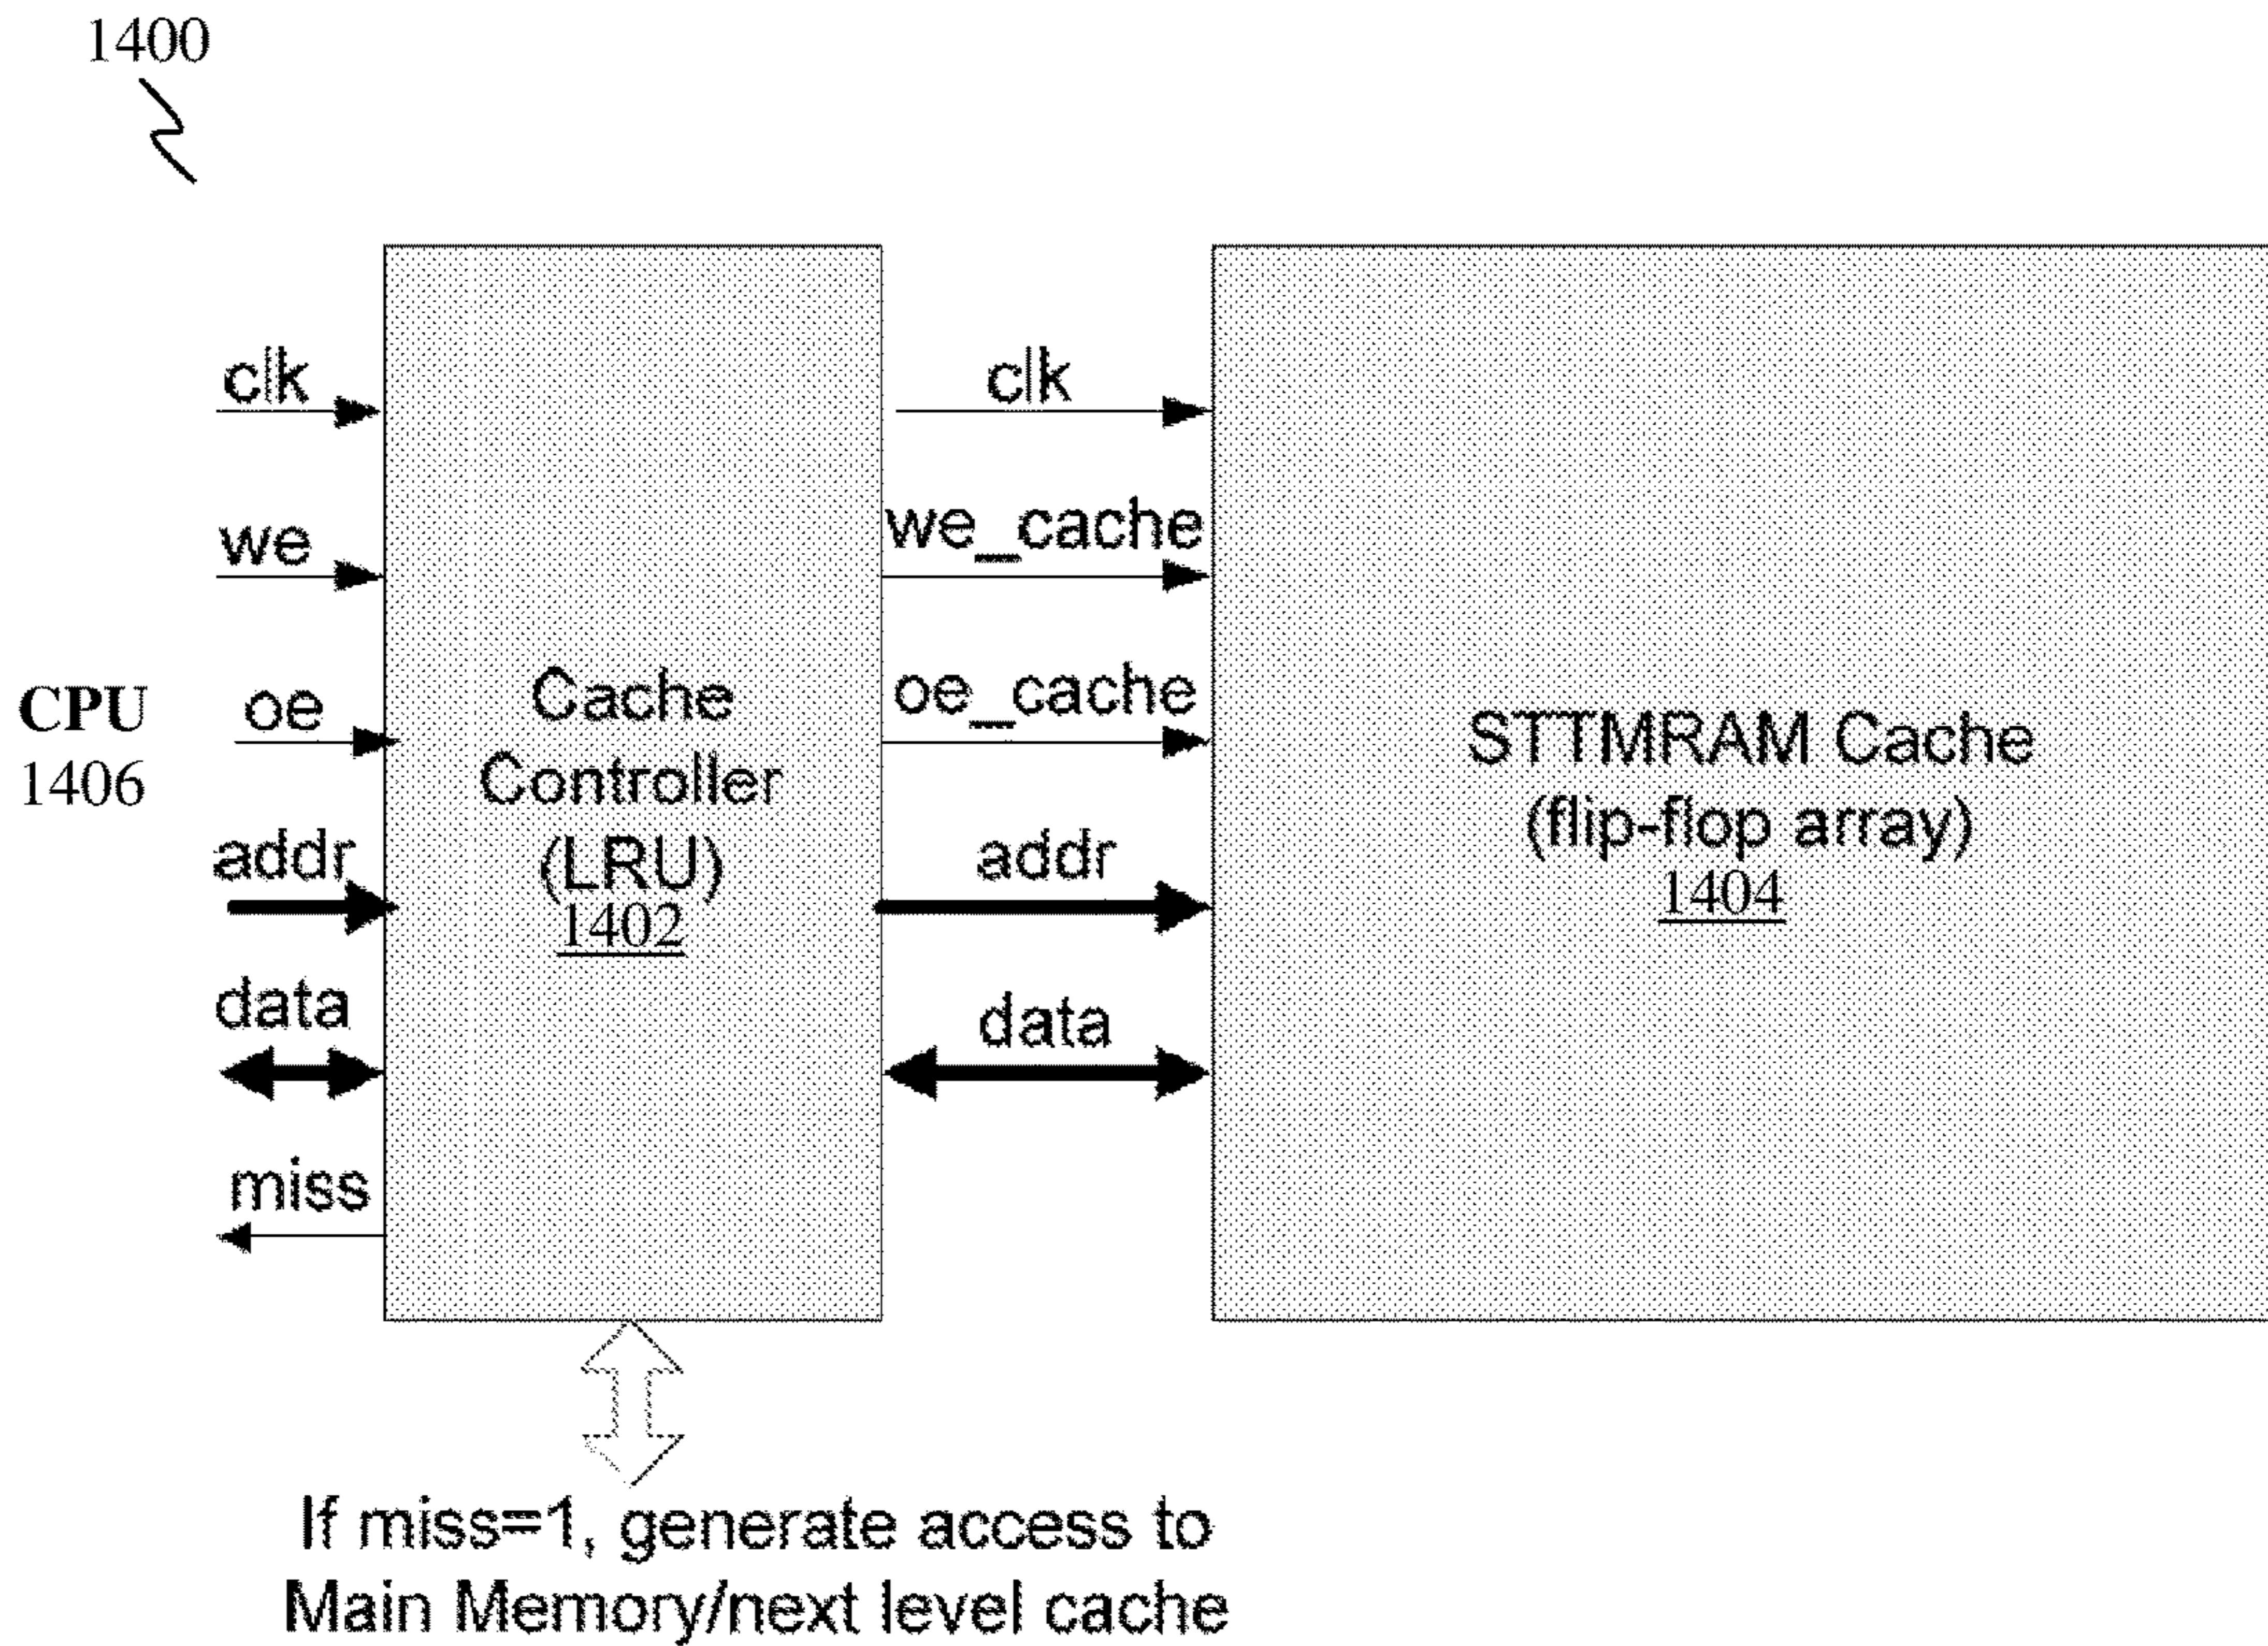 1400
clk
we
CPU
1406
oe
addr
data
miss
Cache
Controller
(LRU)
1402
clk
we_cache
oe_cache
addr
data
STTMRAM Cache
(flip-flop array)
1404
If miss=1, generate access to
Main Memory/next level cache